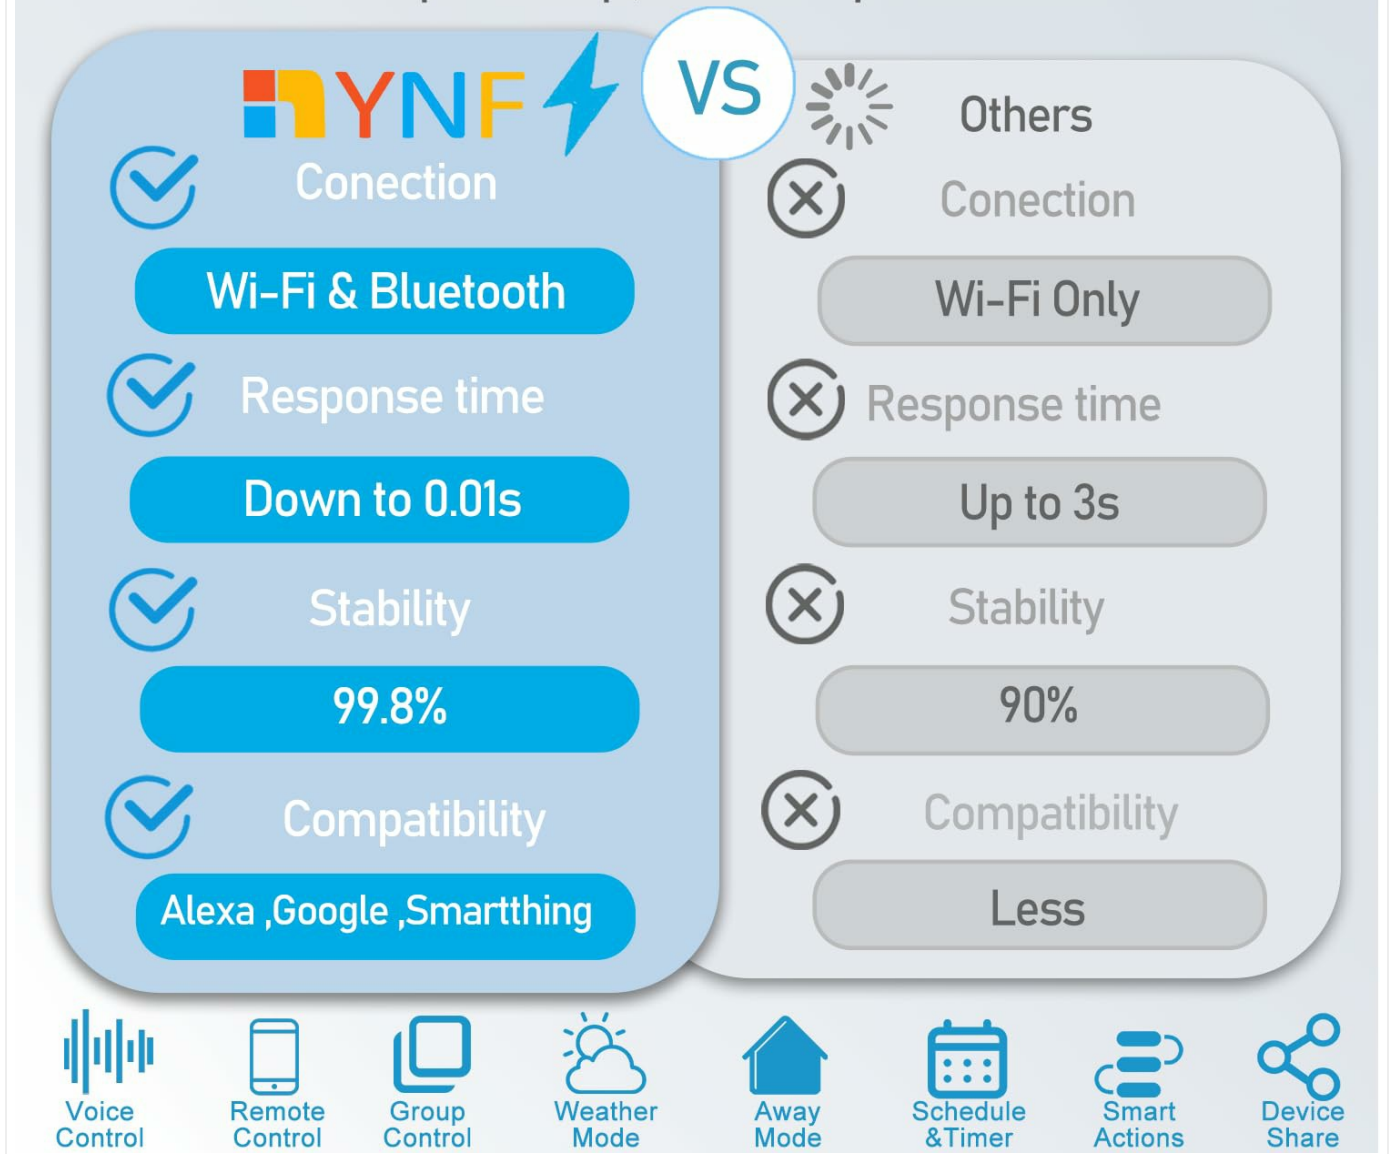 YNF
VS
Others
Conection
Conection
Wi-Fi & Bluetooth
Wi-Fi Only
Response time
Response time
Down to 0.01s
Up to 3s
Stability
Stability
99.8%
90%
Compatibility
Compatibility
Alexa ,Google ,Smartthing
Less
Voice
Control
Remote
Control
Group
Control
Weather
Mode
Away
Mode
Schedule
&Timer
Smart
Actions
Device
Share